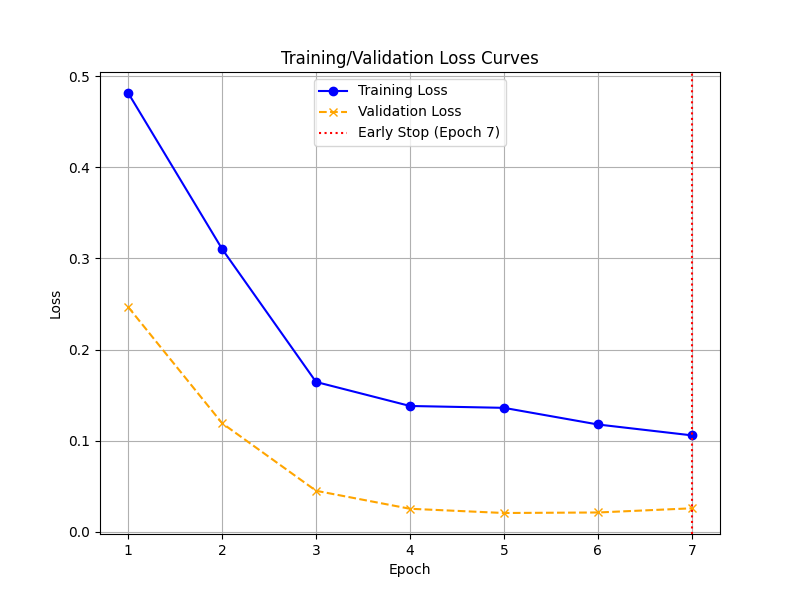 Training/Validation Loss Curves
Training Loss
Validation Loss
Early Stop (Epoch 7)
0.5
0.4
0.3
0.2
0.1
0.0
Loss
1 2 3 4 5 6 7
Epoch